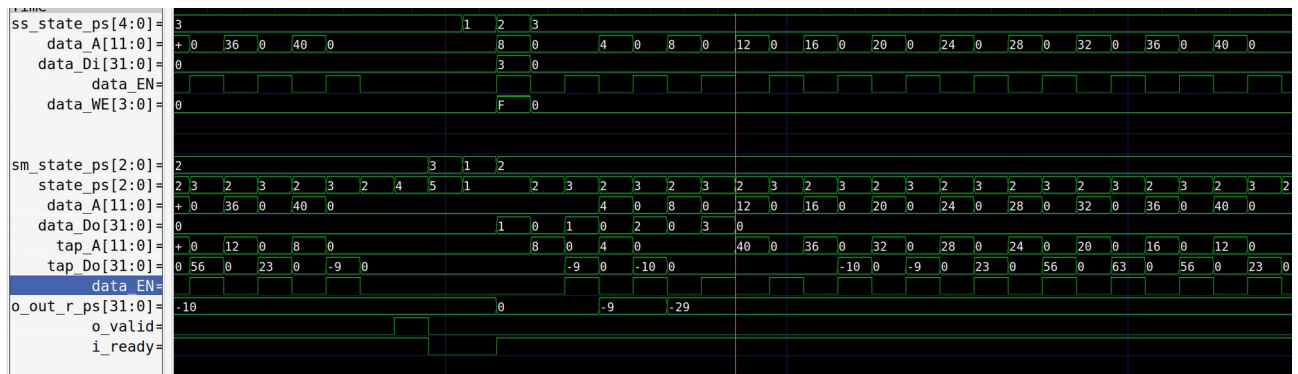 Time
ss_state_ps[4:0]= 3 1 2 3
data_A[11:0]= + 0 36 0 40 0 8 0 4 0 8 0 12 0 16 0 20 0 24 0 28 0 32 0 36 0 40 0
data_Di[31:0]= 0 3 0
data_EN=
data_WE[3:0]= 0 F 0
sm_state_ps[2:0]= 2 3 1 2
state_ps[2:0]= 2 3 2 3 2 3 2 4 5 1 2 3 2 3 2 3 2 3 2 3 2 3 2 3 2 3 2 3 2 3 2 3 2
data_A[11:0]= + 0 36 0 40 0 4 0 8 0 12 0 16 0 20 0 24 0 28 0 32 0 36 0 40 0
data_Do[31:0]= 0 1 0 1 0 2 0 3 0
tap_A[11:0]= + 0 12 0 8 0 8 0 4 0 40 0 36 0 32 0 28 0 24 0 20 0 16 0 12 0
tap_Do[31:0]= 0 56 0 23 0 -9 0 -9 0 -10 0 -10 0 -9 0 23 0 56 0 63 0 56 0 23 0
data_EN=
o_out_r_ps[31:0]= -10 0 -9 -29
o_valid=
i_ready=